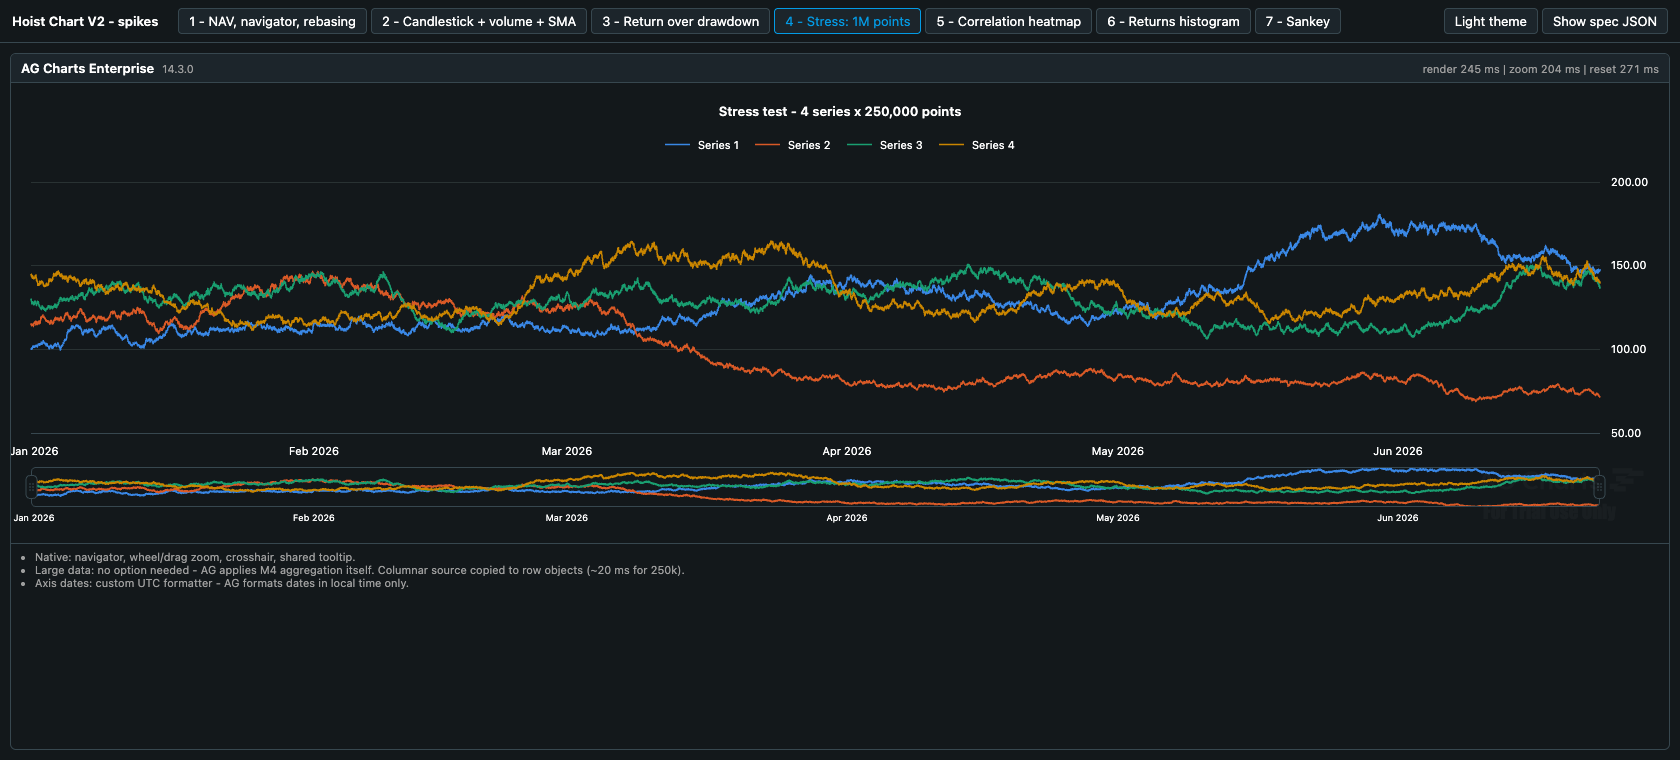 Hoist Chart V2 - spikes
1 - NAV, navigator, rebasing
2 - Candlestick + volume + SMA
3 - Return over drawdown
4 - Stress: 1M points
5 - Correlation heatmap
6 - Returns histogram
7 - Sankey
Light theme
Show spec JSON
AG Charts Enterprise 14.3.0
render 245 ms | zoom 204 ms | reset 271 ms
Stress test - 4 series x 250,000 points
Series 1
Series 2
Series 3
Series 4
200.00
150.00
100.00
50.00
Jan 2026
Feb 2026
Mar 2026
Apr 2026
May 2026
Jun 2026
Jan 2026
Feb 2026
Mar 2026
Apr 2026
May 2026
Jun 2026
• Native: navigator, wheel/drag zoom, crosshair, shared tooltip.
• Large data: no option needed - AG applies M4 aggregation itself. Columnar source copied to row objects (~20 ms for 250k).
• Axis dates: custom UTC formatter - AG formats dates in local time only.